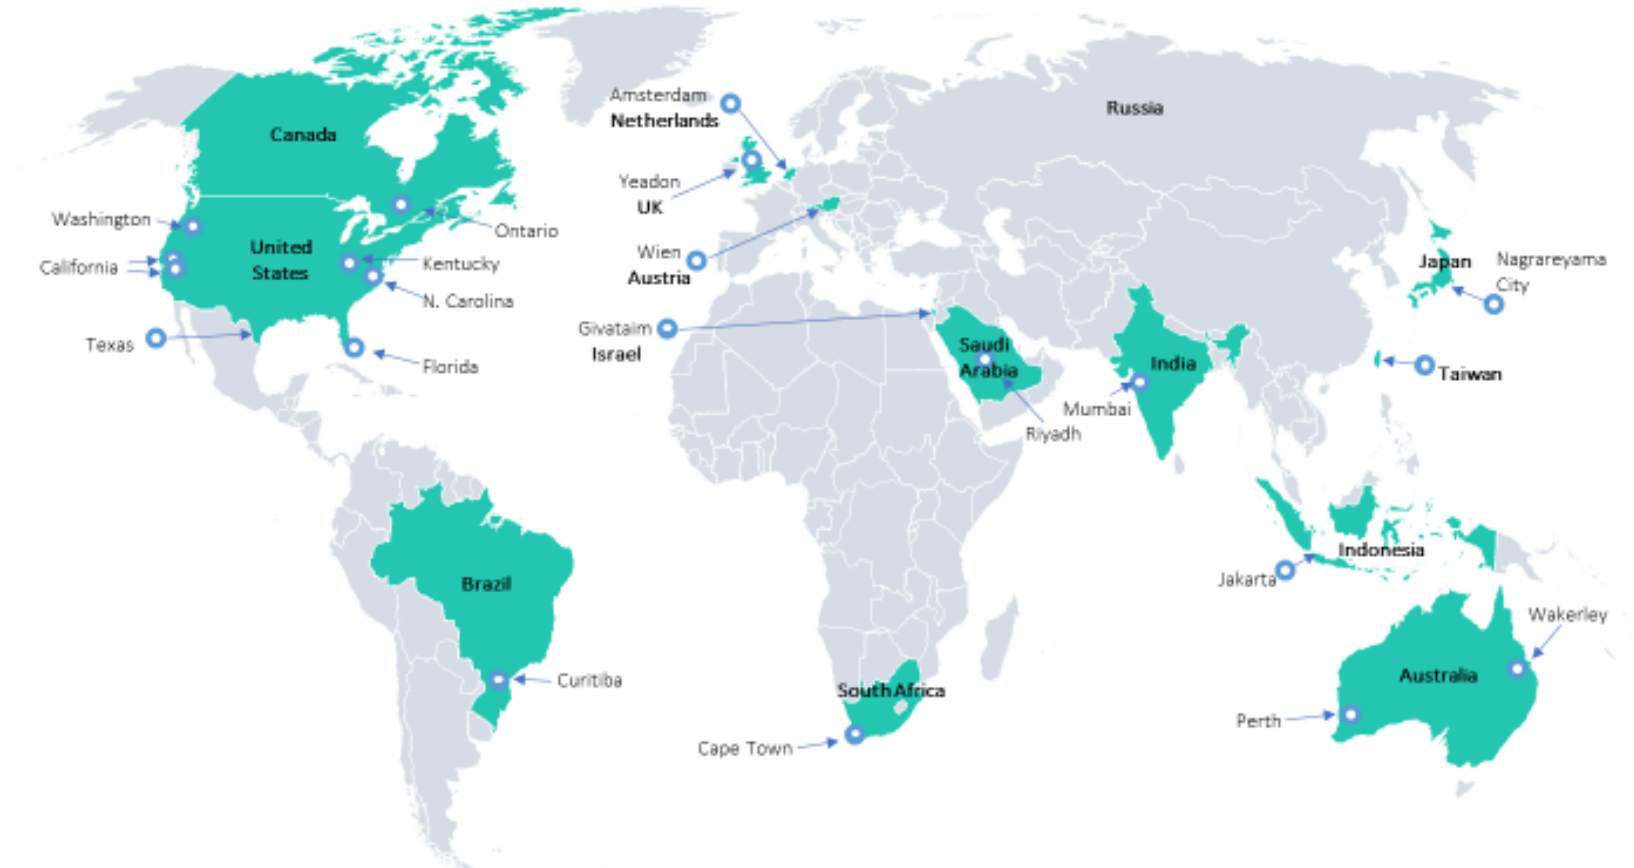 Canada
Washington
United
States
California
Texas
Ontario
Kentucky
N. Carolina
Florida
Brazil
Curitiba
Amsterdam
Netherlands
Yeadon
UK
Wien
Austria
Givataim
Israel
Russia
Saudi
Arabia
Riyadh
India
Mumbai
South Africa
Cape Town
Japan
Nagrareyama
City
Taiwan
Indonesia
Jakarta
Australia
Wakerley
Perth